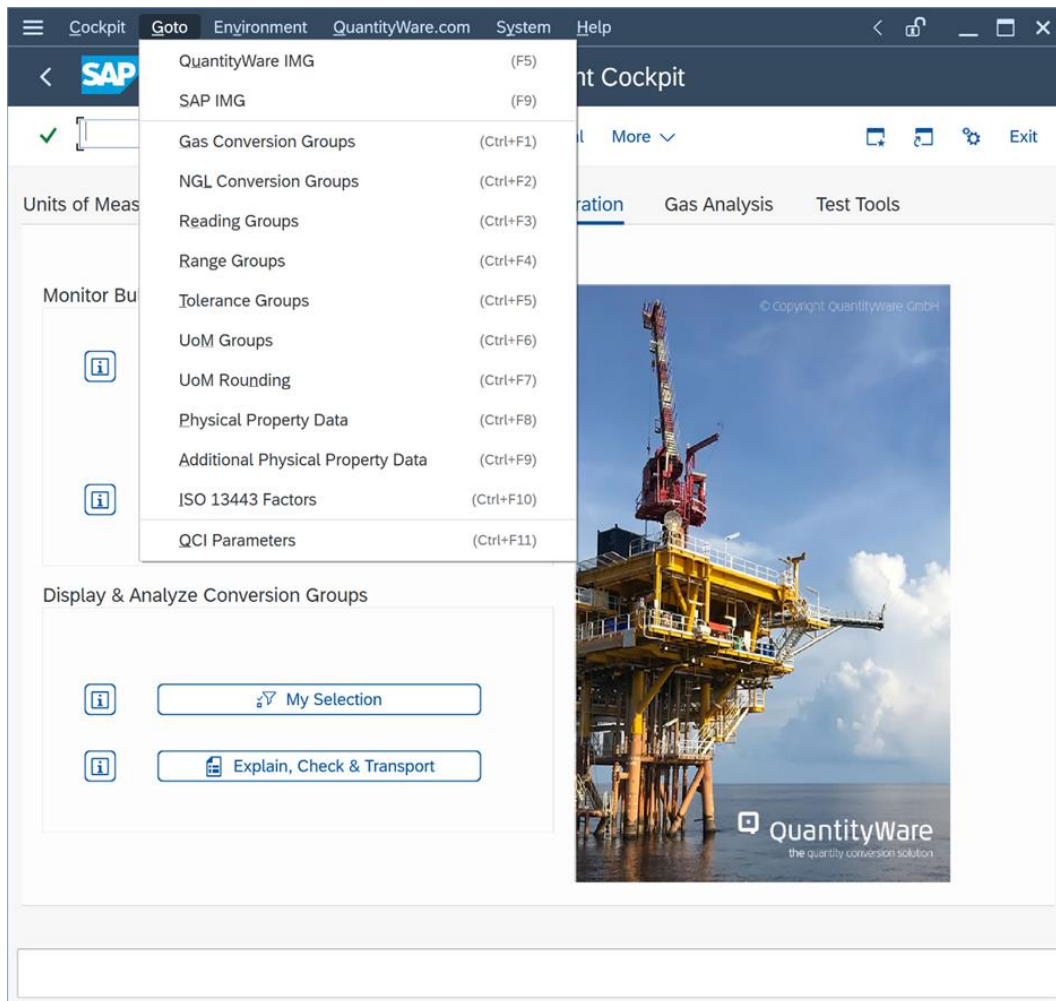 Cockpit Goto Environment QuantityWare.com System Help
SAP
nt Cockpit
QuantityWare IMG (F5)
SAP IMG (F9)
Gas Conversion Groups (Ctrl+F1)
NGL Conversion Groups (Ctrl+F2)
Reading Groups (Ctrl+F3)
Range Groups (Ctrl+F4)
Tolerance Groups (Ctrl+F5)
UoM Groups (Ctrl+F6)
UoM Rounding (Ctrl+F7)
Physical Property Data (Ctrl+F8)
Additional Physical Property Data (Ctrl+F9)
ISO 13443 Factors (Ctrl+F10)
QCI Parameters (Ctrl+F11)
More Exit
Units of Meas ration Gas Analysis Test Tools
Monitor Bu
© Copyright QuantityWare GmbH
Display & Analyze Conversion Groups
My Selection
Explain, Check & Transport
QuantityWare
the quantity conversion solution